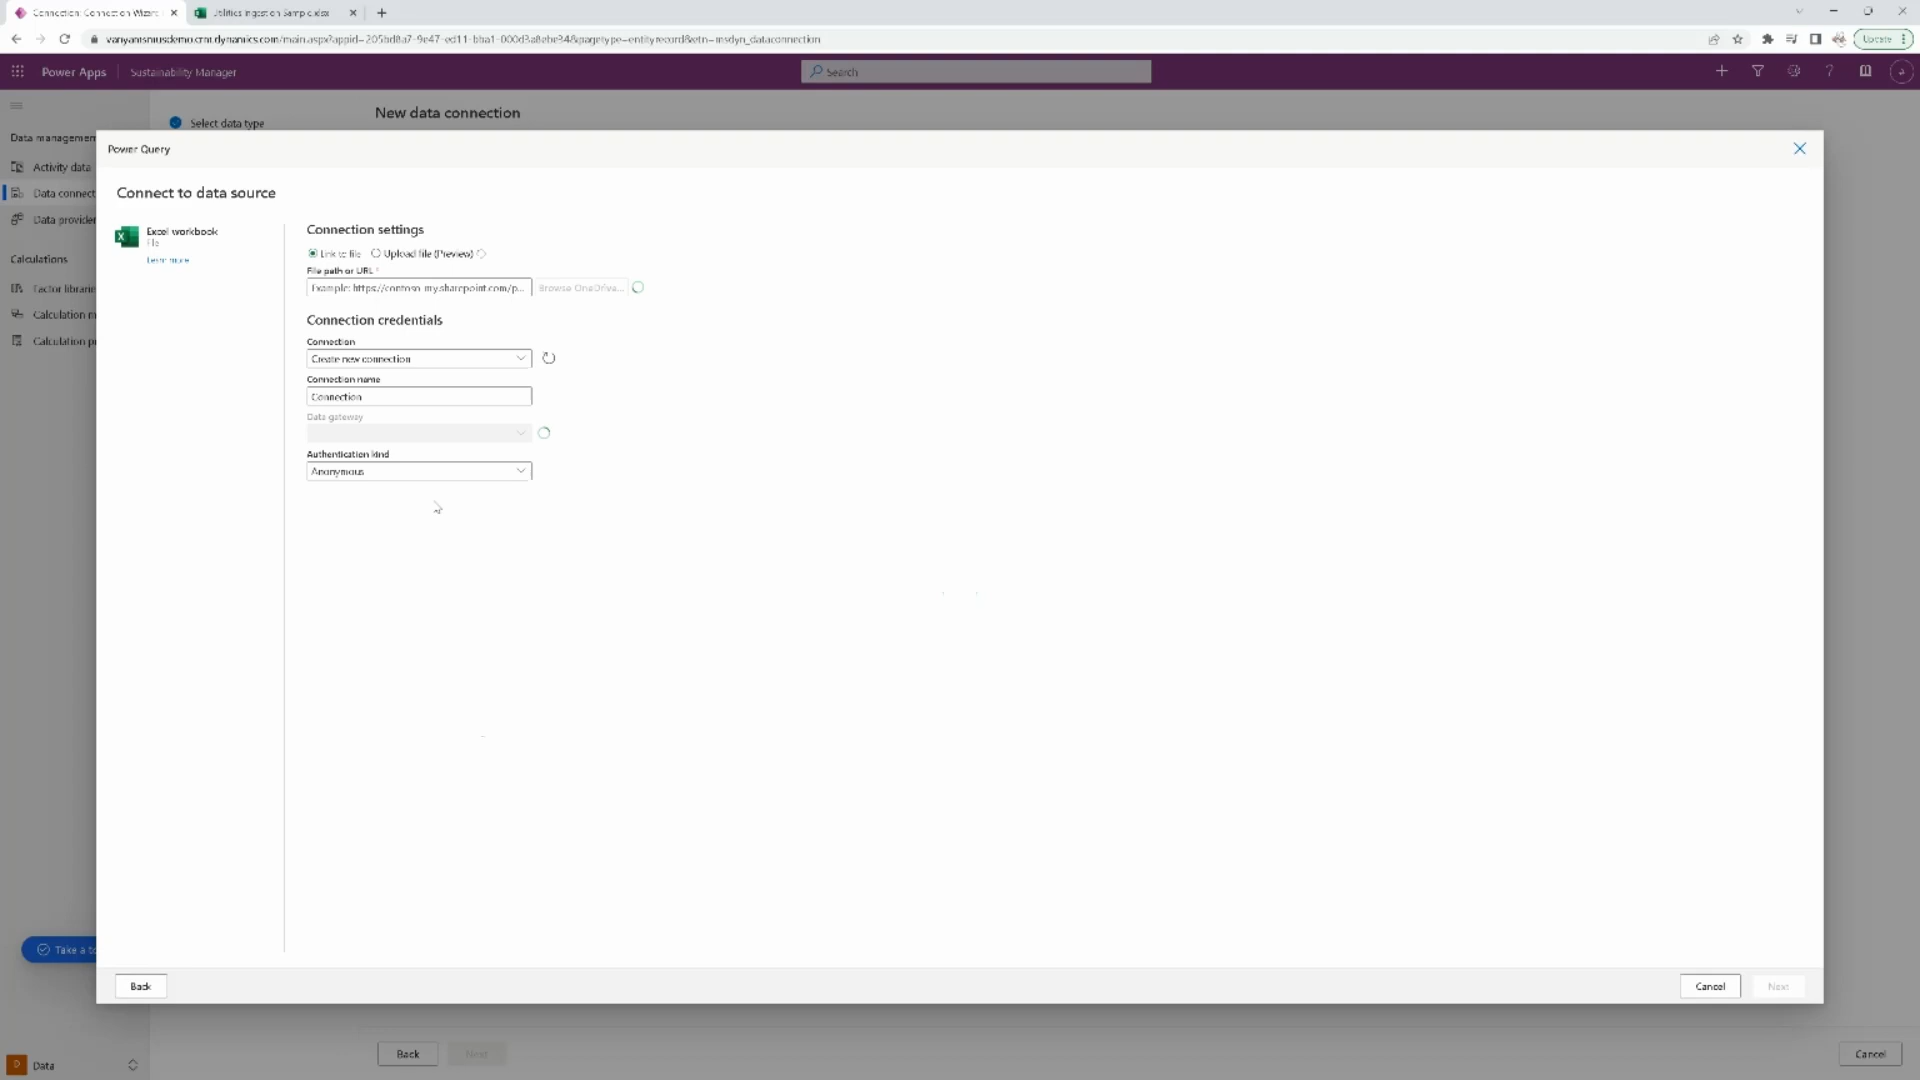 Connection: Connection Wizard
Utilities Ingestion Sample.xlsx
vanyamsmusdemo.crm.dynamics.com/main.aspx?appid=205bd8a7-9e47-ed11-bba1-000d3a8ebe34&pagetype=entityrecord&etn=msdyn_dataconnection
Update
Power Apps
Sustainability Manager
Search
Select data type
New data connection
Data management
Activity data
Data connect
Data provider
Calculations
Factor librarie
Calculation m
Calculation p
Power Query
Connect to data source
Excel workbook
File
Learn more
Connection settings
Link to file
Upload file (Preview)
File path or URL *
Example: https://contoso-my.sharepoint.com/p...
Browse OneDrive...
Connection credentials
Connection
Create new connection
Connection name
Connection
Data gateway
Authentication kind
Anonymous
Take a to
Back
Cancel
Next
D
Data
Back
Next
Cancel